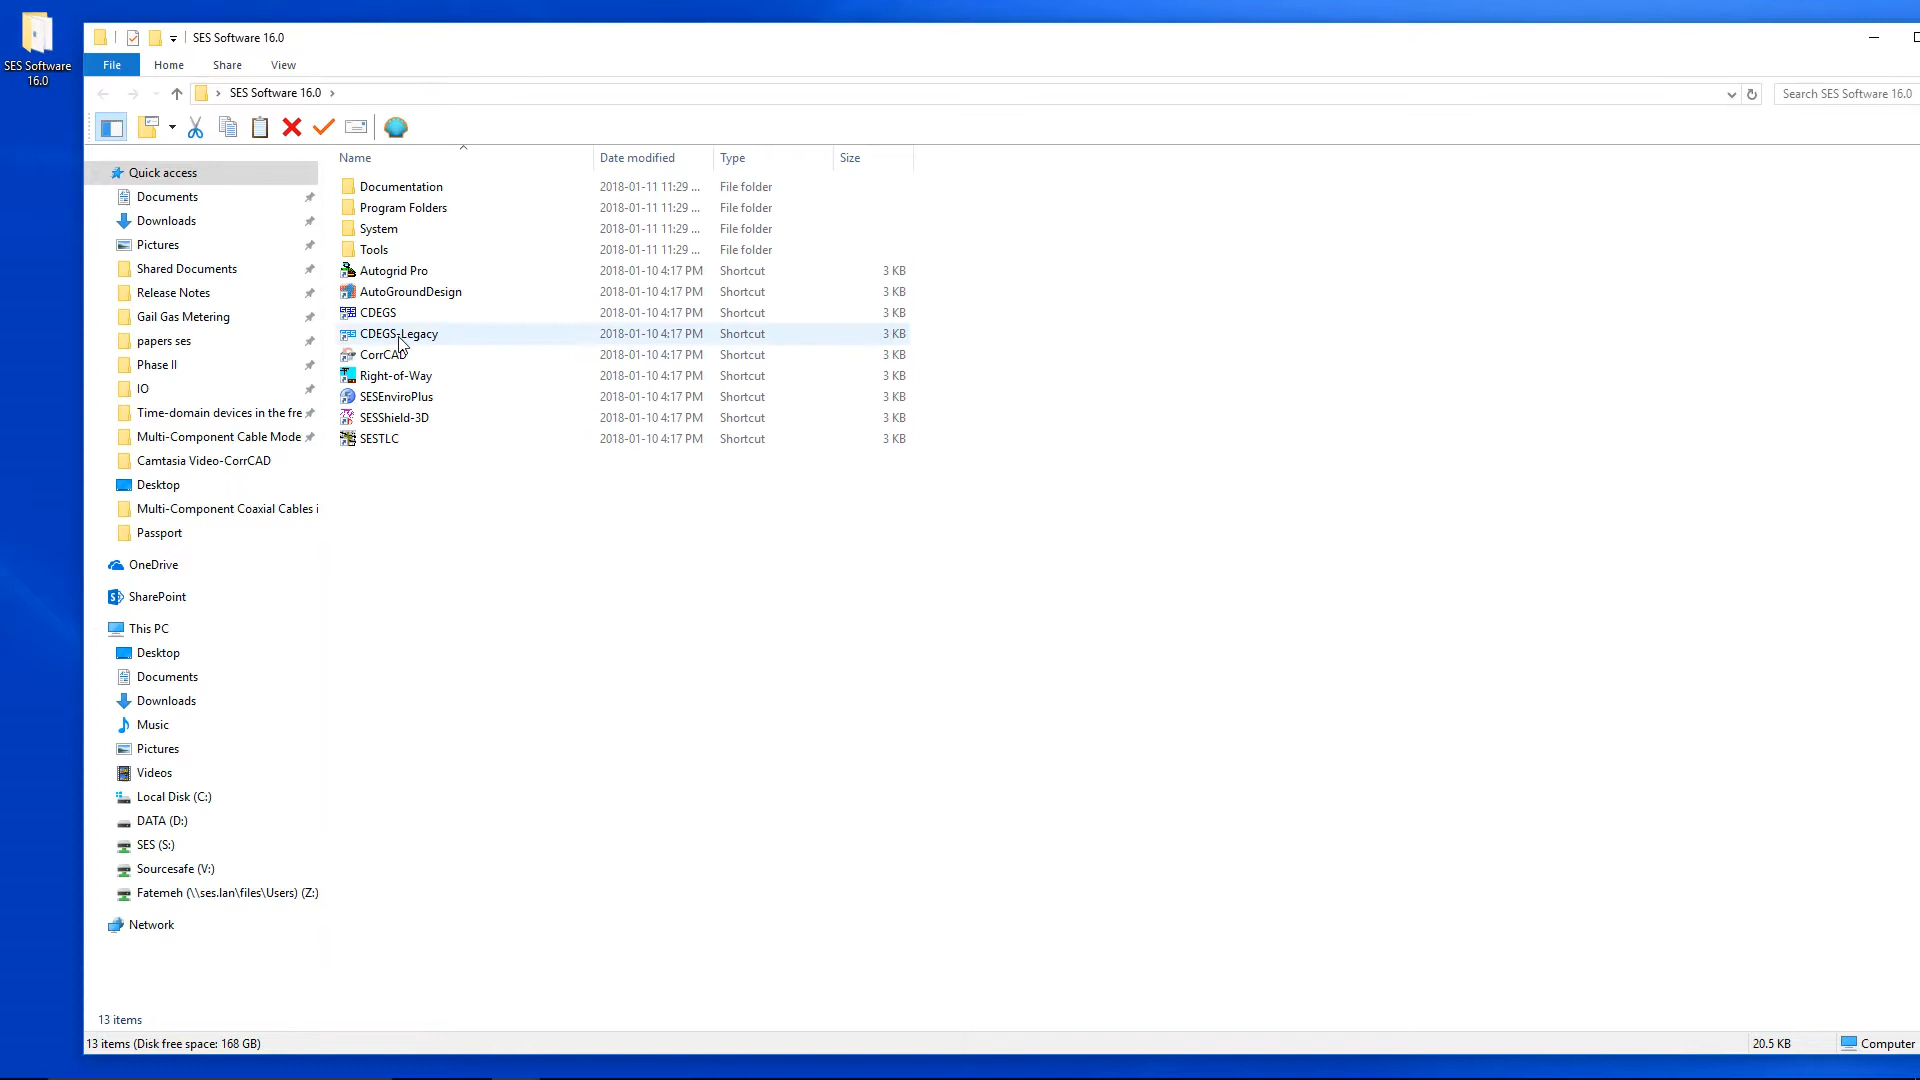 SES Software
16.0
SES Software 16.0
File Home Share View
SES Software 16.0
Search SES Software 16.0
Name Date modified Type Size
Quick access
Documents
Downloads
Pictures
Shared Documents
Release Notes
Gail Gas Metering
papers ses
Phase II
IO
Time-domain devices in the fre
Multi-Component Cable Mode
Camtasia Video-CorrCAD
Desktop
Multi-Component Coaxial Cables i
Passport
OneDrive
SharePoint
This PC
Desktop
Documents
Downloads
Music
Pictures
Videos
Local Disk (C:)
DATA (D:)
SES (S:)
Sourcesafe (V:)
Fatemeh (\\ses.lan\files\Users) (Z:)
Network
Documentation 2018-01-11 11:29 ... File folder
Program Folders 2018-01-11 11:29 ... File folder
System 2018-01-11 11:29 ... File folder
Tools 2018-01-11 11:29 ... File folder
Autogrid Pro 2018-01-10 4:17 PM Shortcut 3 KB
AutoGroundDesign 2018-01-10 4:17 PM Shortcut 3 KB
CDEGS 2018-01-10 4:17 PM Shortcut 3 KB
CDEGS-Legacy 2018-01-10 4:17 PM Shortcut 3 KB
CorrCAD 2018-01-10 4:17 PM Shortcut 3 KB
Right-of-Way 2018-01-10 4:17 PM Shortcut 3 KB
SESEnviroPlus 2018-01-10 4:17 PM Shortcut 3 KB
SESShield-3D 2018-01-10 4:17 PM Shortcut 3 KB
SESTLC 2018-01-10 4:17 PM Shortcut 3 KB
13 items
13 items (Disk free space: 168 GB) 20.5 KB Computer